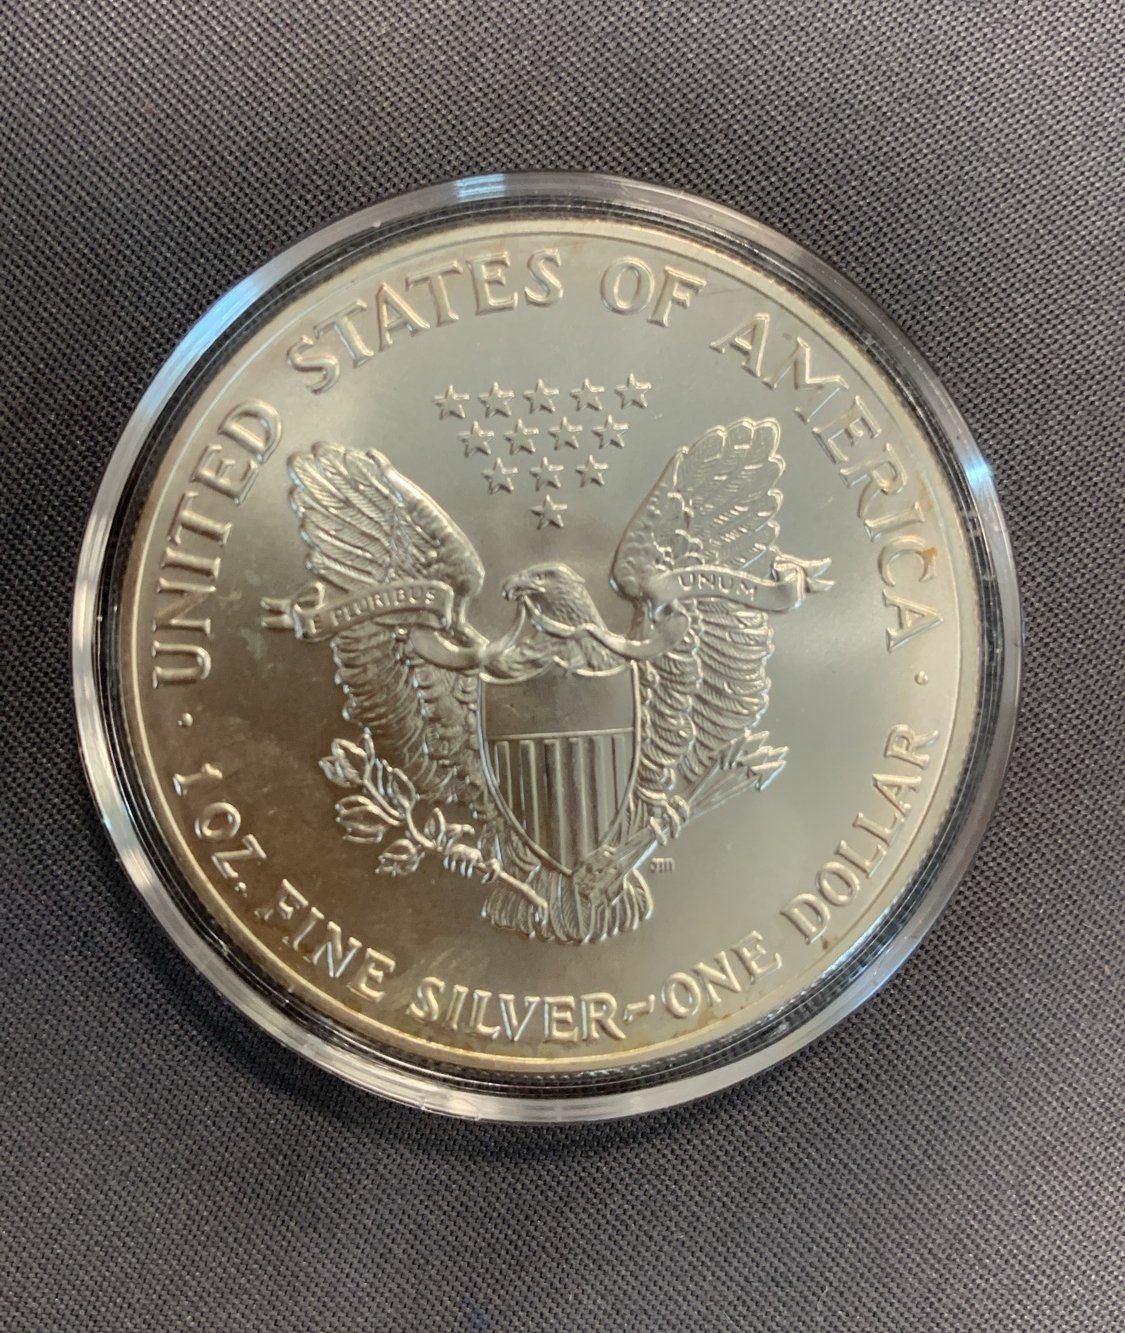 UNITED STATES OF AMERICA
PLURIBUS UNUM
· 1 OZ. FINE SILVER~ONE DOLLAR ·